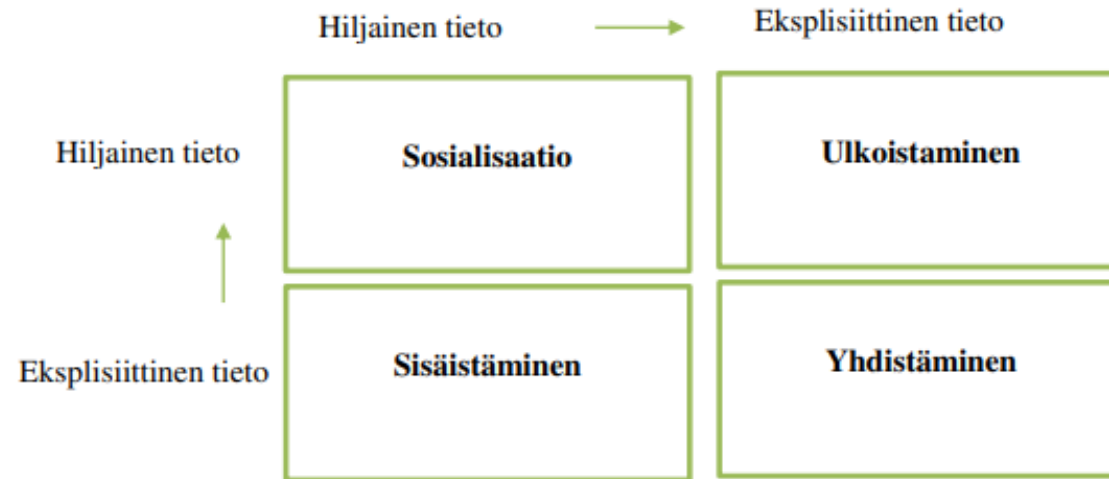 Hiljainen tieto
Eksplisiittinen tieto
Hiljainen tieto
Sosialisaatio
Ulkoistaminen
Eksplisiittinen tieto
Sisäistäminen
Yhdistäminen